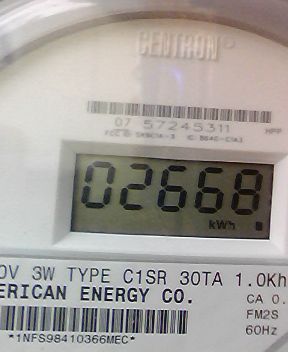 CENTRON®
07 57245311 HPP
02668
kWh
0V 3W TYPE C1SR 30TA 1.0Kh
ERICAN ENERGY CO.
CA 0.
FM2S
60Hz
*1NFS98410366MEC*